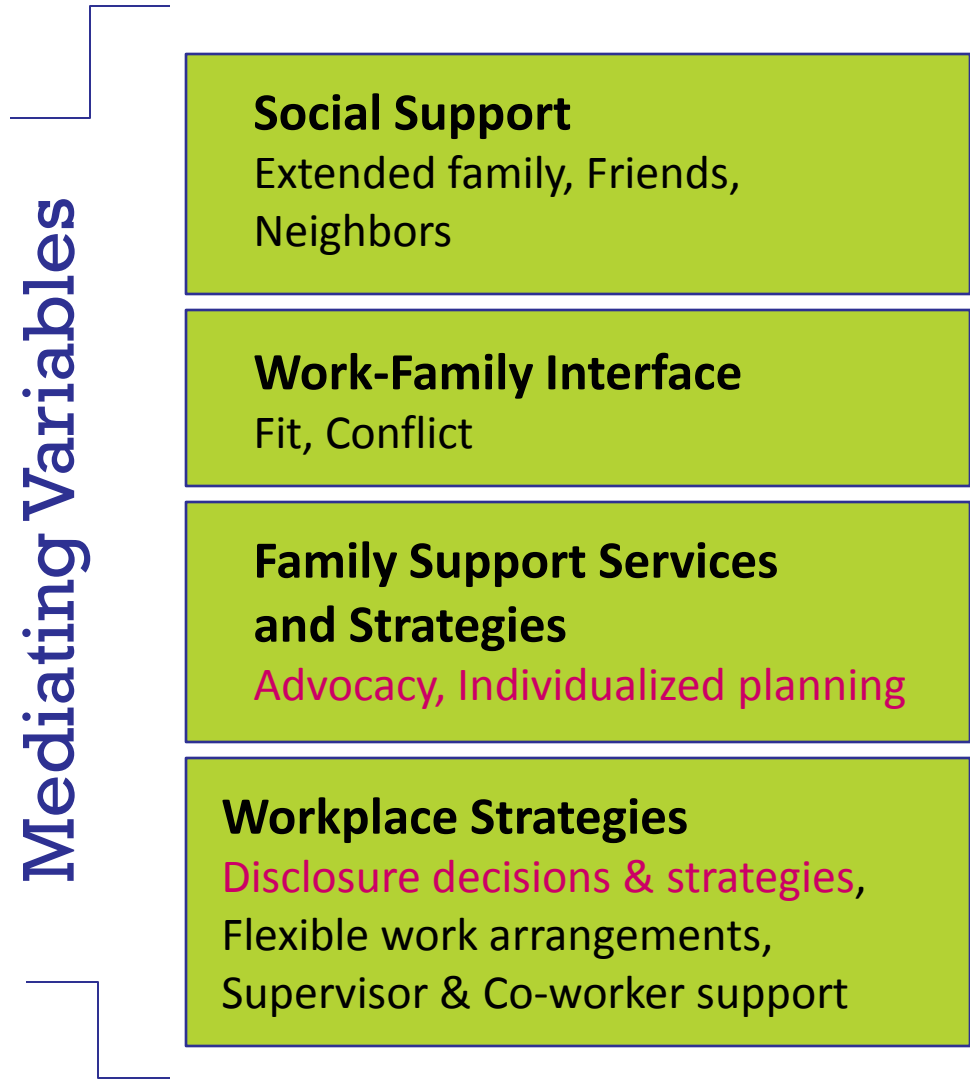 Mediating Variables
Social Support
Extended family, Friends,
Neighbors
Work-Family Interface
Fit, Conflict
Family Support Services
and Strategies
Advocacy, Individualized planning
Workplace Strategies
Disclosure decisions & strategies,
Flexible work arrangements,
Supervisor & Co-worker support